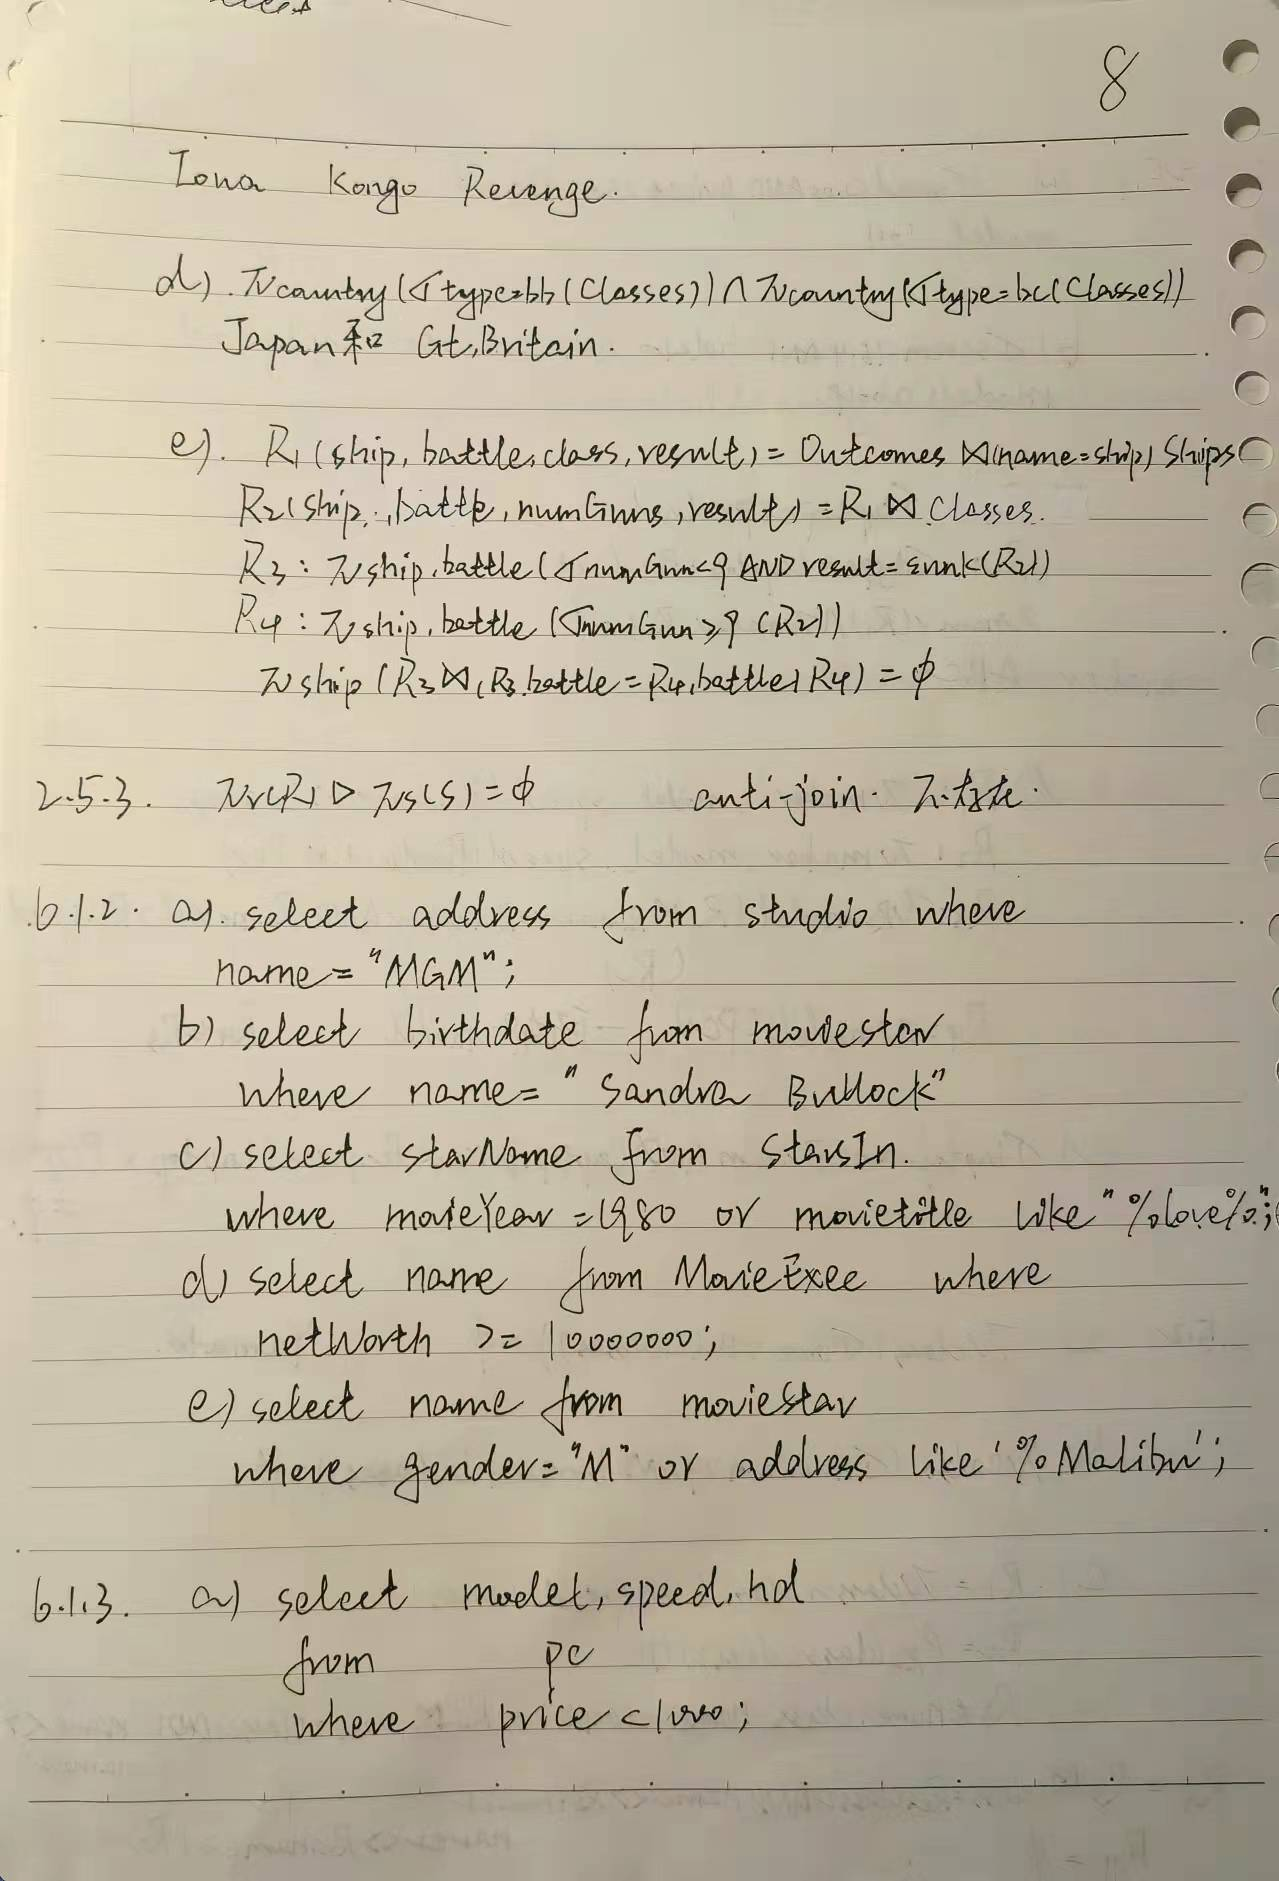 8
Iowa Kongo Revenge.
d). πcountry(σtype=bb(Classes))∩πcountry(σtype=bc(Classes))
Japan和 Gt,Britain.
e). R1(ship, battle, class, result)= Outcomes ⋈(name=ship) Ships
R2(ship, battle, numGuns, result)=R1 ⋈ Classes.
R3: πship,battle(σnumGun<9 AND result=sunk(R2))
R4: πship,battle(σnumGun≥9 (R2))
πship(R3⋈(R3.battle=R4.battle)R4)=ϕ
2.5.3. πr(R)▷πs(S)=ϕ anti-join. 不存在.
6.1.2. a). select address from studio where
name="MGM";
b) select birthdate from moviestar
where name=" Sandra Bullock"
c) select starName from StarsIn.
where movieYear=1980 or movietitle like "%love%";
d) select name from MovieExec where
netWorth >= 10000000;
e) select name from moviestar
where gender="M" or address like '%Malibu';
6.1.3. a) select model, speed, hd
from pc
where price<1000;